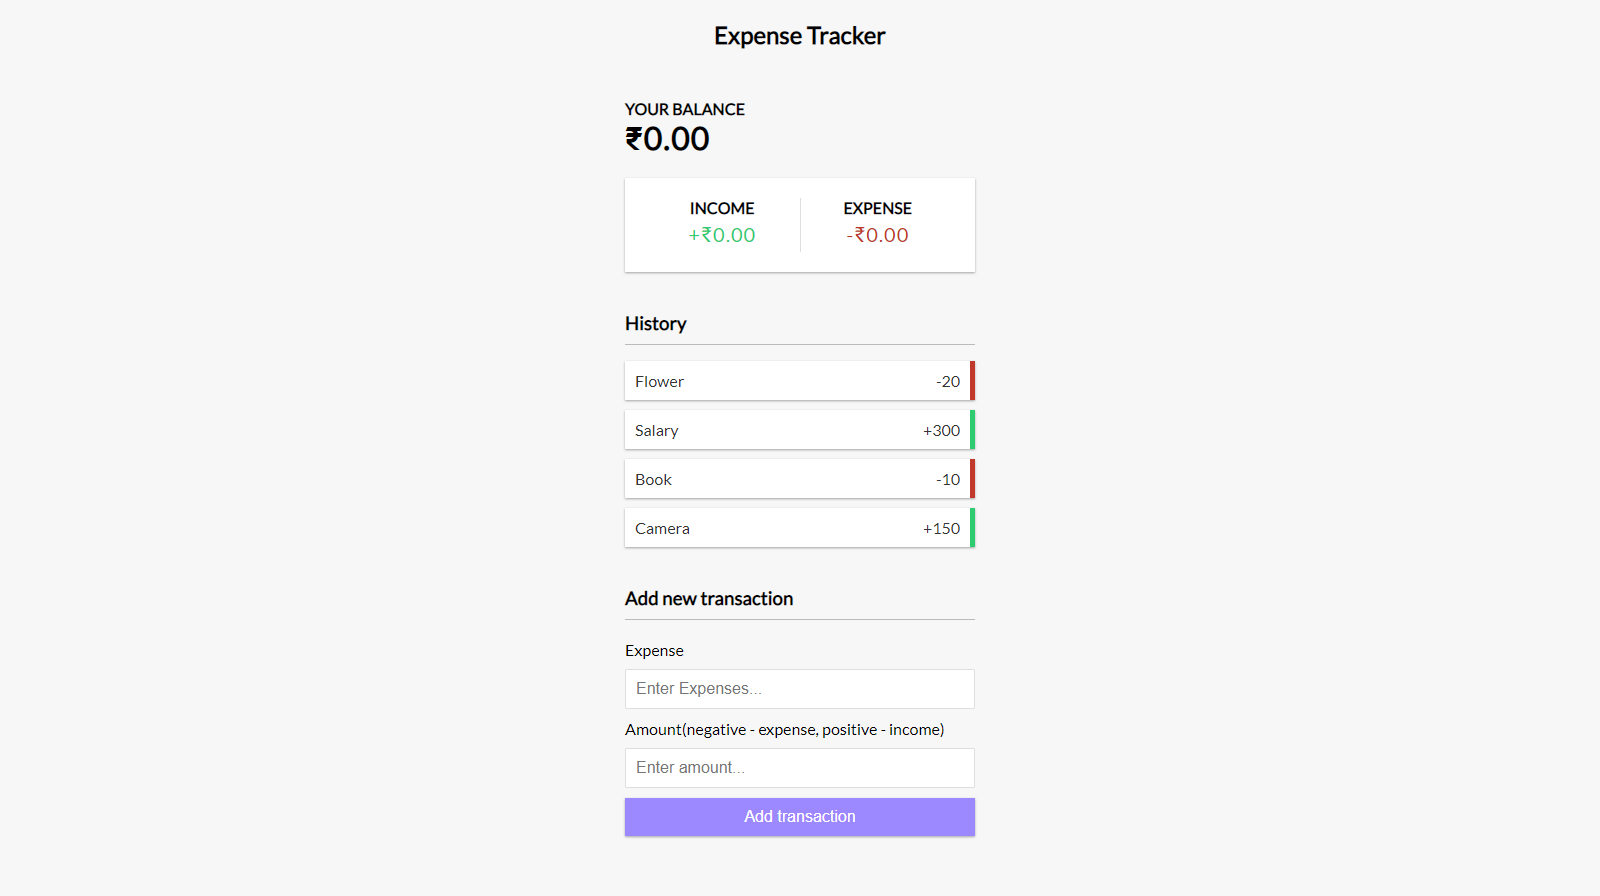 Expense Tracker
YOUR BALANCE
₹0.00
INCOME EXPENSE
+₹0.00 -₹0.00
History
Flower -20
Salary +300
Book -10
Camera +150
Add new transaction
Expense
Enter Expenses...
Amount(negative - expense, positive - income)
Enter amount...
Add transaction